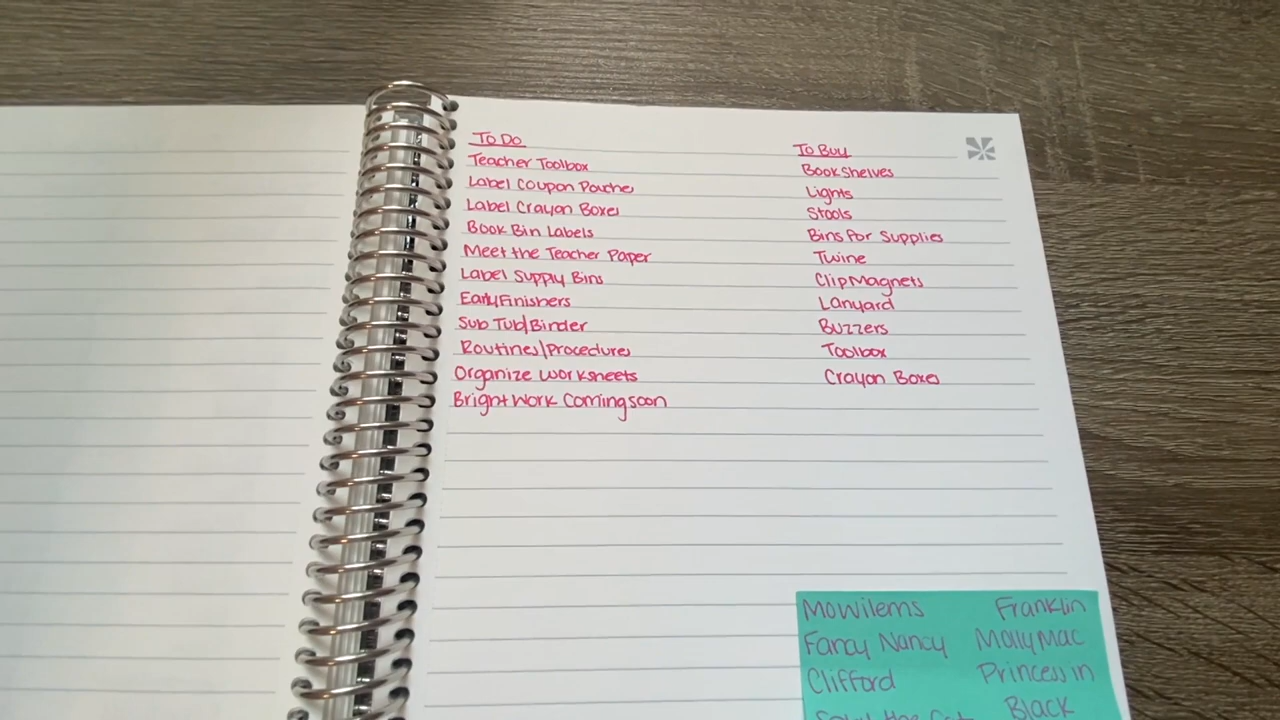 To Do
Teacher Toolbox
Label Coupon Pouches
Label Crayon Boxes
Book Bin Labels
Meet the Teacher Paper
Label Supply Bins
Early Finishers
Sub Tub/Binder
Routines/Procedures
Organize Worksheets
Bright Work Coming soon
To Buy
Book Shelves
Lights
Stools
Bins for Supplies
Twine
Clip Magnets
Lanyard
Buzzers
Toolbox
Crayon Boxes
Mo Wilems
Fancy Nancy
Clifford
Franklin
Molly Mac
Princess in
Black